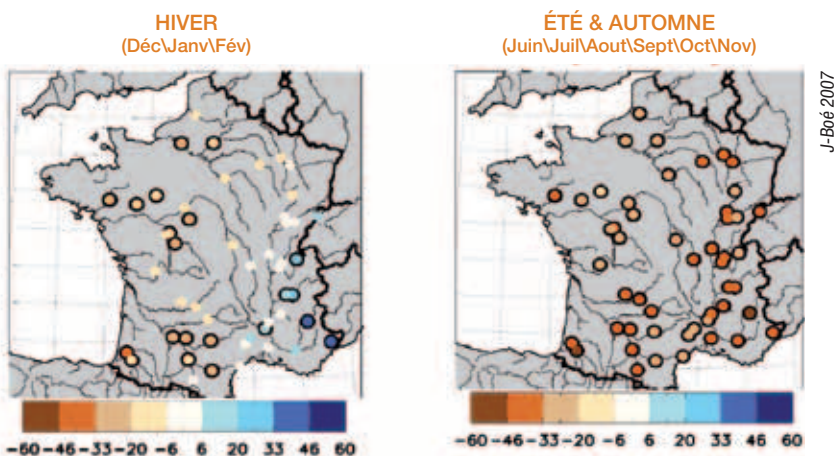 HIVER
(Déc\Janv\Fév)
ÉTÉ & AUTOMNE
(Juin\Juil\Aout\Sept\Oct\Nov)
J-Boé 2007
-60 -46 -33 -20 -6 6 20 33 46 60
-60 -46 -33 -20 -6 6 20 33 46 60